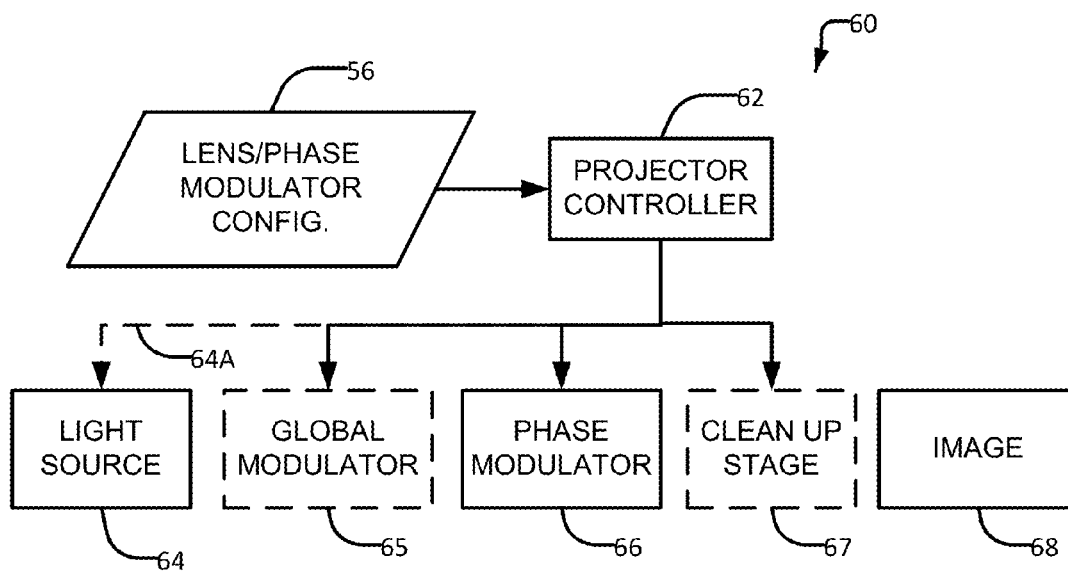 60
56
62
LENS/PHASE
MODULATOR
CONFIG.
PROJECTOR
CONTROLLER
64A
LIGHT
SOURCE
GLOBAL
MODULATOR
PHASE
MODULATOR
CLEAN UP
STAGE
IMAGE
64
65
66
67
68